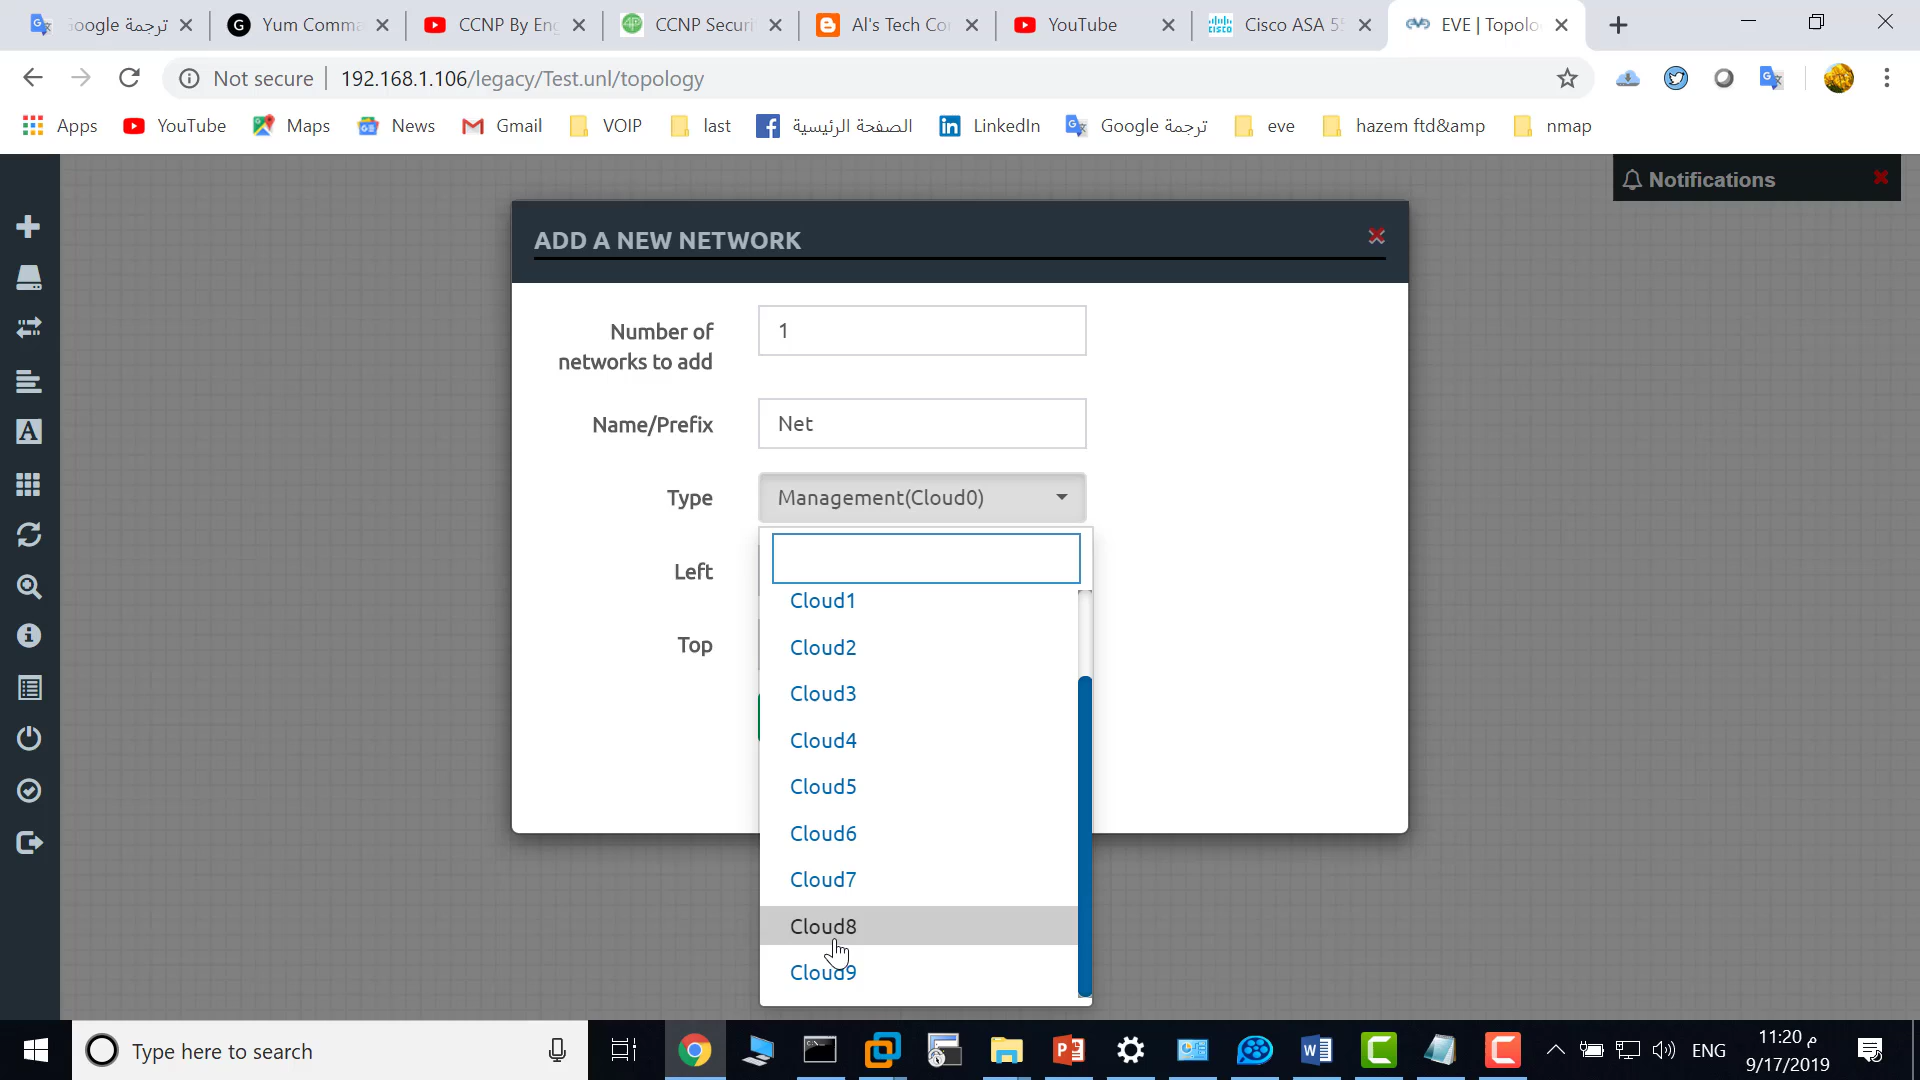 ترجمة Google
Yum Comma
CCNP By Eng
CCNP Securi
Al's Tech Cor
YouTube
Cisco ASA 55
EVE | Topolo
Not secure
192.168.1.106/legacy/Test.unl/topology
Apps
YouTube
Maps
News
Gmail
VOIP
last
الصفحة الرئيسية
LinkedIn
ترجمة Google
eve
hazem ftd&amp
nmap
Notifications
ADD A NEW NETWORK
Number of
networks to add
1
Name/Prefix
Net
Type
Management(Cloud0)
Left
Top
Cloud1
Cloud2
Cloud3
Cloud4
Cloud5
Cloud6
Cloud7
Cloud8
Cloud9
Type here to search
ENG
11:20 م
9/17/2019